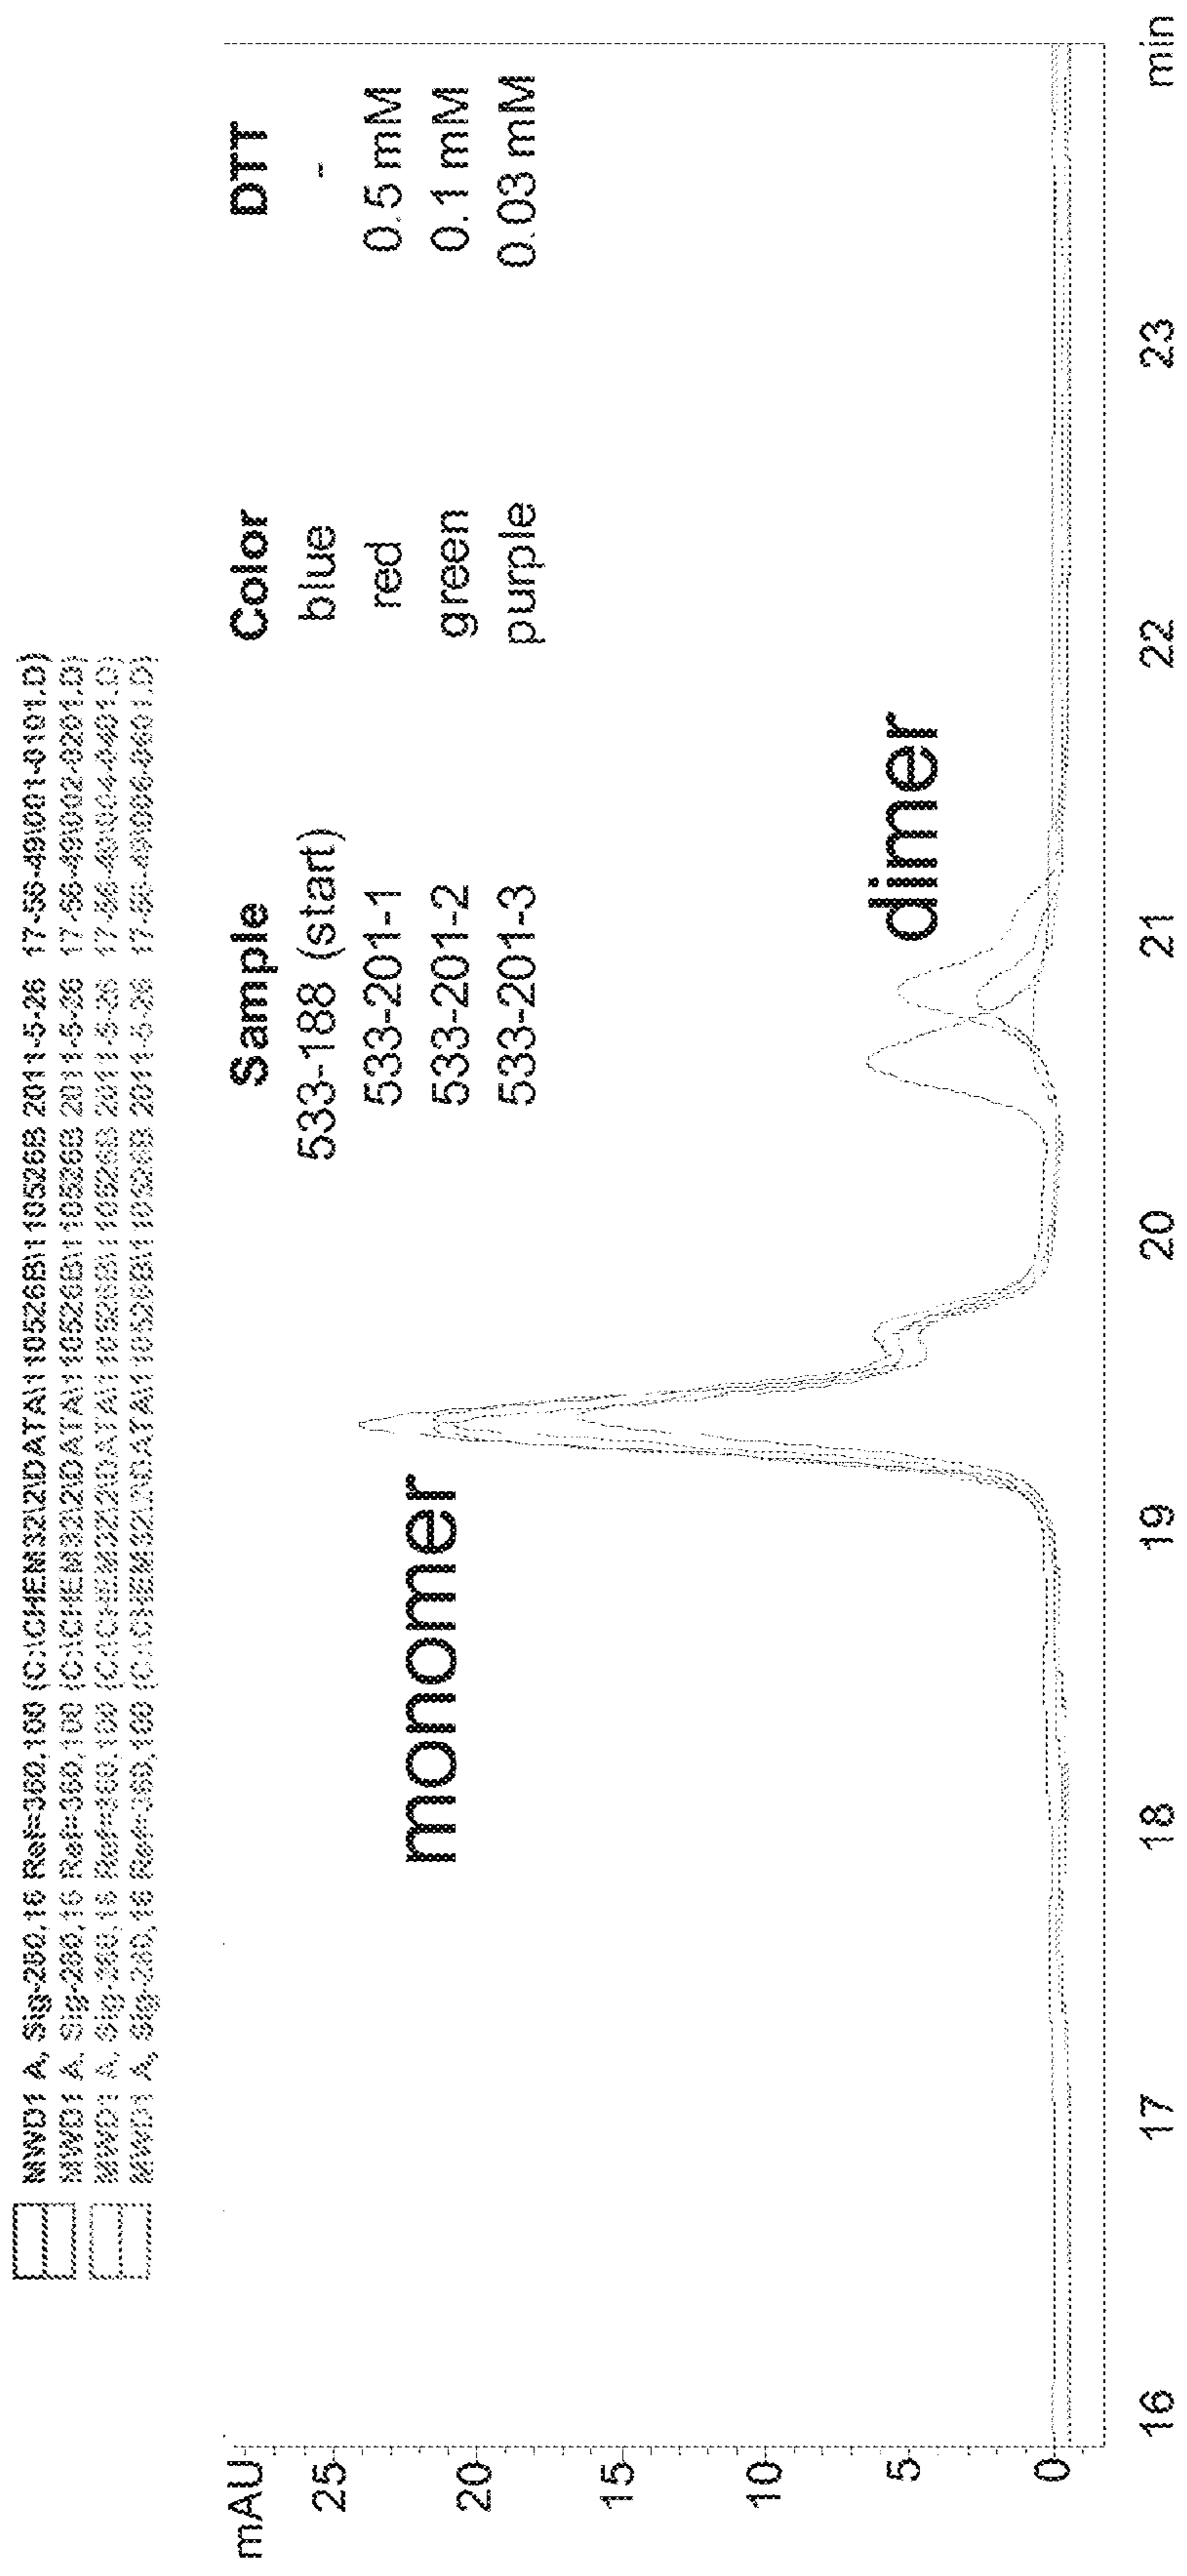 MWD1 A, Sig=280,16 Ref=360,100 (C:\CHEM32\2\DATA\110526B\110526B 2011-5-26 17-56-49\001-0101.D)
MWD1 A, Sig=280,16 Ref=360,100 (C:\CHEM32\2\DATA\110526B\110526B 2011-5-26 17-56-49\002-0201.D)
MWD1 A, Sig=280,16 Ref=360,100 (C:\CHEM32\2\DATA\110526B\110526B 2011-5-26 17-56-49\004-0401.D)
MWD1 A, Sig=280,16 Ref=360,100 (C:\CHEM32\2\DATA\110526B\110526B 2011-5-26 17-56-49\006-0601.D)
mAU
Sample Color DTT
533-188 (start) blue -
533-201-1 red 0.5 mM
533-201-2 green 0.1 mM
533-201-3 purple 0.03 mM
25
20
15
10
5
0
monomer
dimer
16 17 18 19 20 21 22 23 min